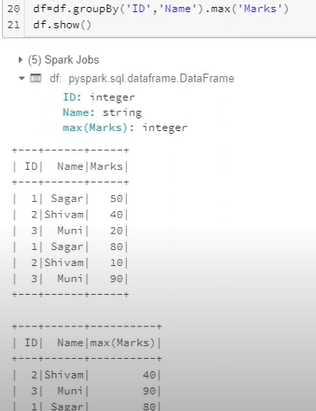 20 df=df.groupBy('ID','Name').max('Marks')
21 df.show()
(5) Spark Jobs
df: pyspark.sql.dataframe.DataFrame
ID: integer
Name: string
max(Marks): integer
+---+------+-----+
| ID|  Name|Marks|
+---+------+-----+
|  1| Sagar|   50|
|  2|Shivam|   40|
|  3|  Muni|   20|
|  1| Sagar|   80|
|  2|Shivam|   10|
|  3|  Muni|   90|
+---+------+-----+
+---+------+----------+
| ID|  Name|max(Marks)|
+---+------+----------+
|  2|Shivam|        40|
|  3|  Muni|        90|
|  1| Sagar|        80|